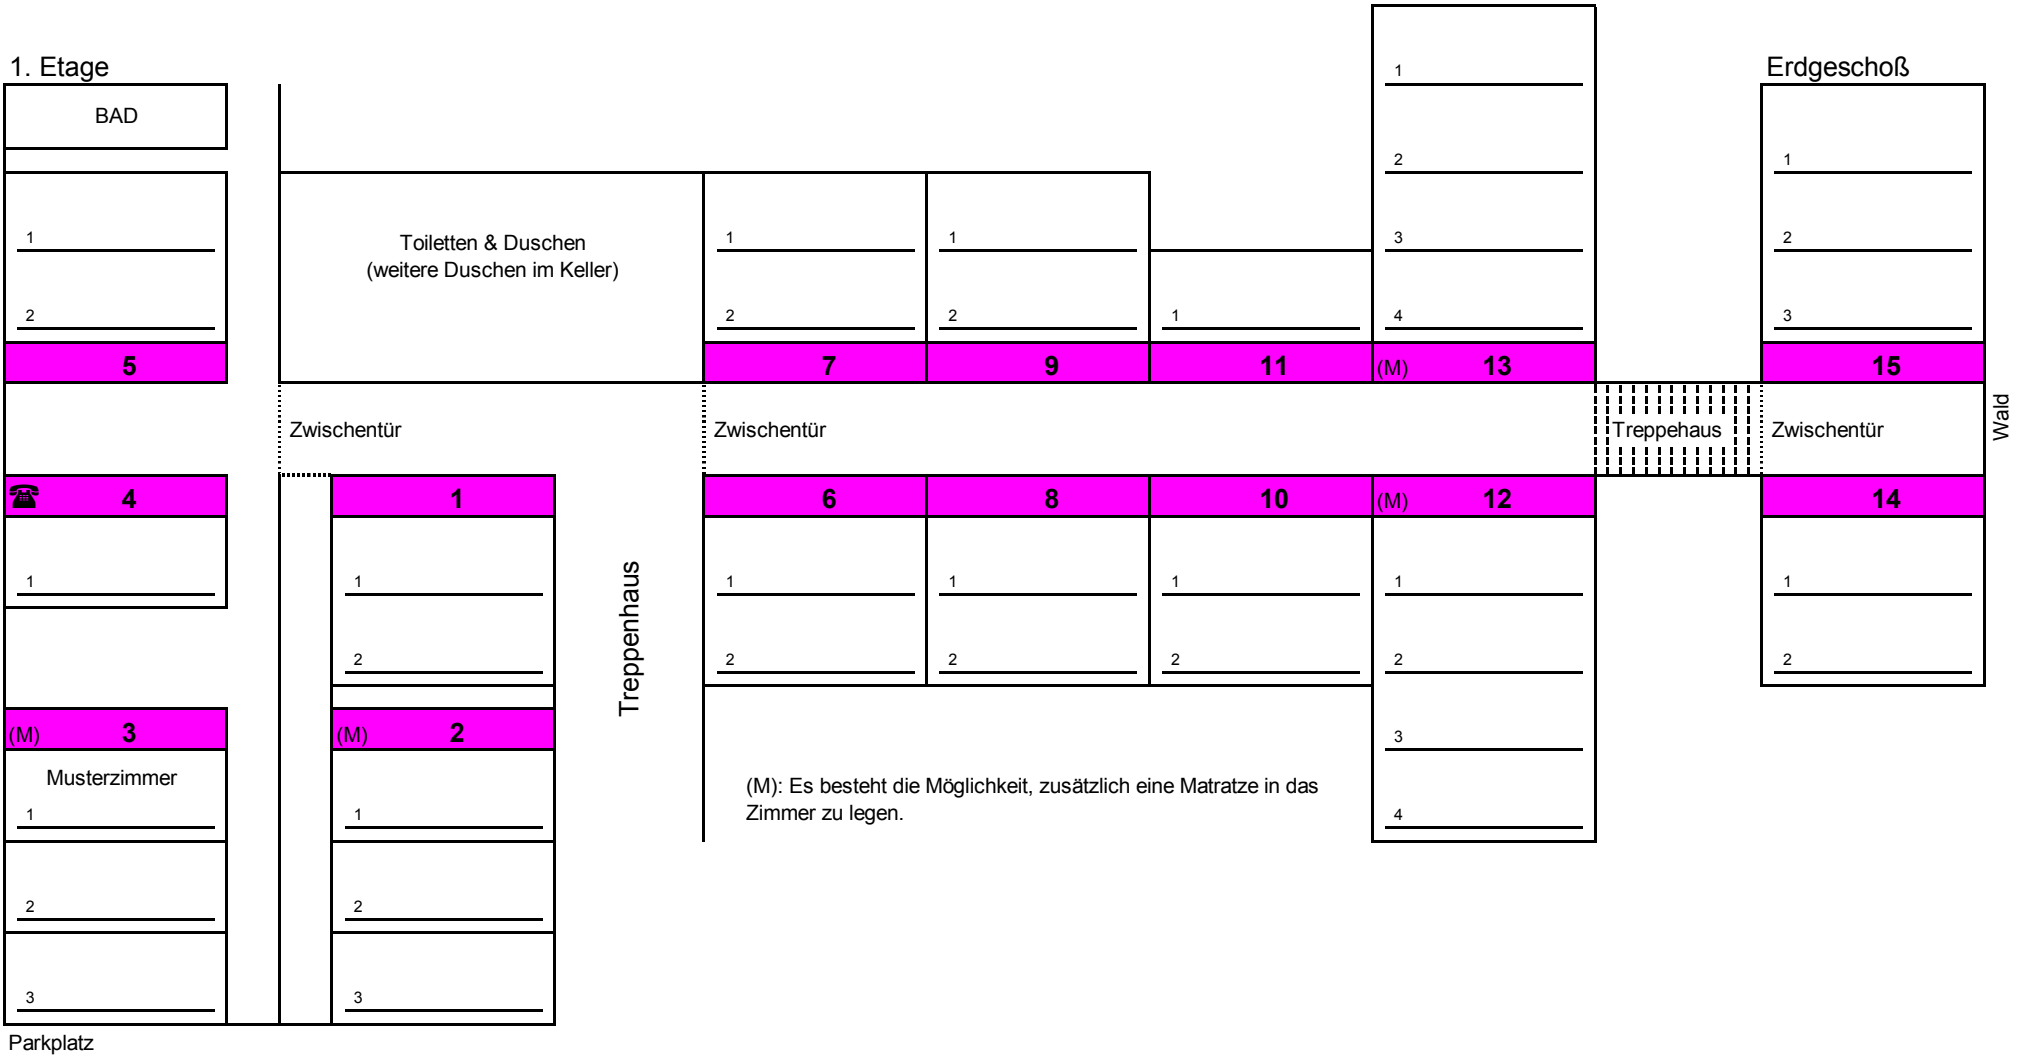 1. Etage
Erdgeschoß
BAD
1
2
5
Toiletten & Duschen
(weitere Duschen im Keller)
1
2
7
1
2
9
1
11
1
2
3
4
(M) 13
1
2
3
15
Zwischentür
Zwischentür
Treppehaus
Zwischentür
Wald
☎ 4
1
1
1
2
Treppenhaus
6
1
2
8
1
2
10
1
2
(M) 12
1
2
3
4
14
1
2
(M) 3
Musterzimmer
1
2
3
(M) 2
1
2
3
(M): Es besteht die Möglichkeit, zusätzlich eine Matratze in das
Zimmer zu legen.
Parkplatz